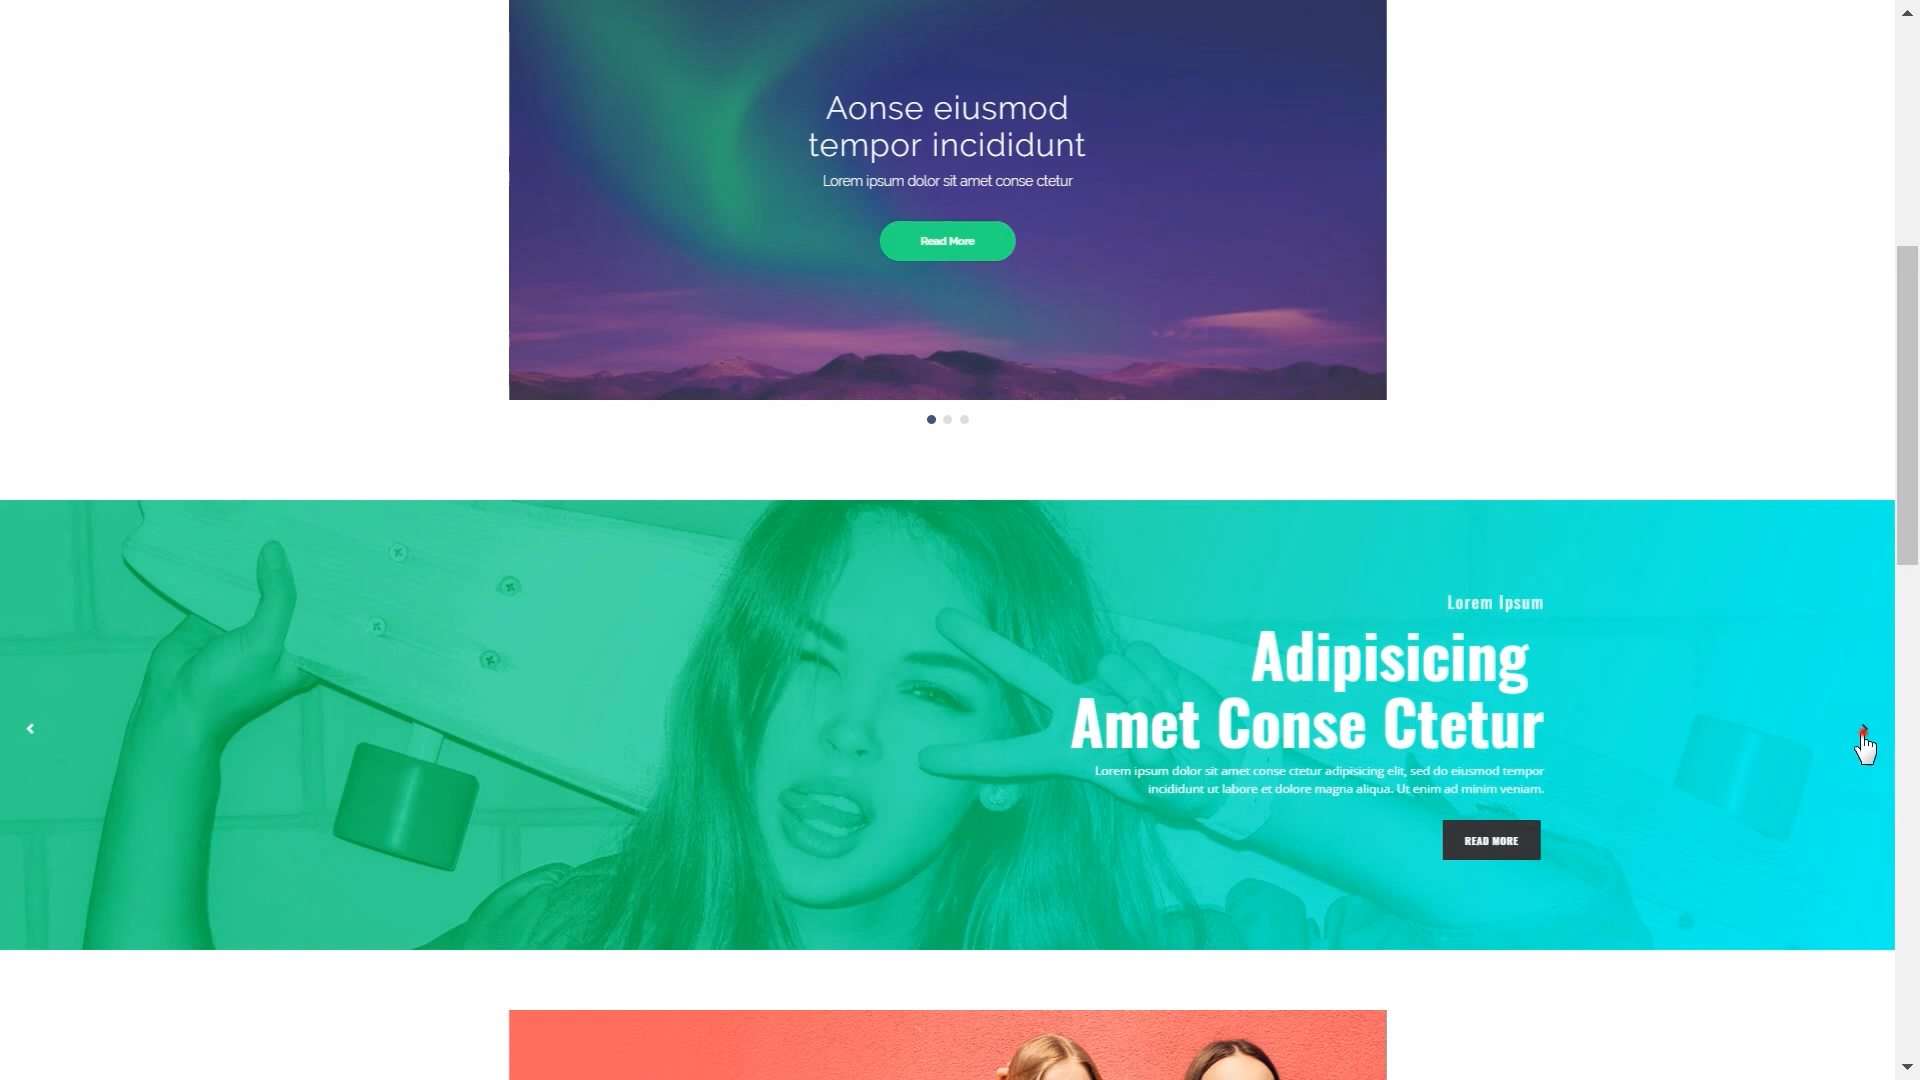 Aonse eiusmod
tempor incididunt
Lorem ipsum dolor sit amet conse ctetur
Read More
Lorem Ipsum
Adipisicing
Amet Conse Ctetur
Lorem ipsum dolor sit amet conse ctetur adipisicing elit, sed do eiusmod tempor
incididunt ut labore et dolore magna aliqua. Ut enim ad minim veniam.
READ MORE